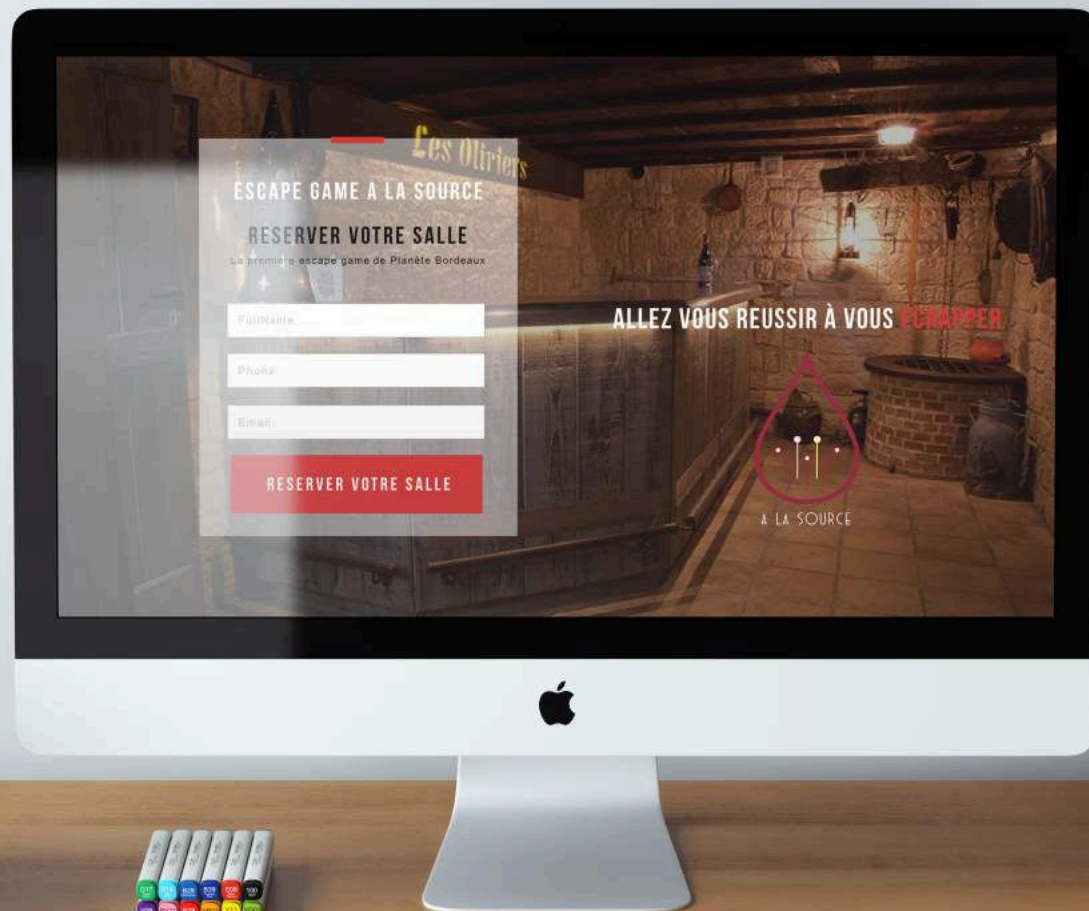 Les Oliviers
ESCAPE GAME A LA SOURCE
RESERVER VOTRE SALLE
La première escape game de Planète Bordeaux
FullName
Phone
Email
RESERVER VOTRE SALLE
ALLEZ VOUS REUSSIR À VOUS ECHAPPER
A LA SOURCE
100